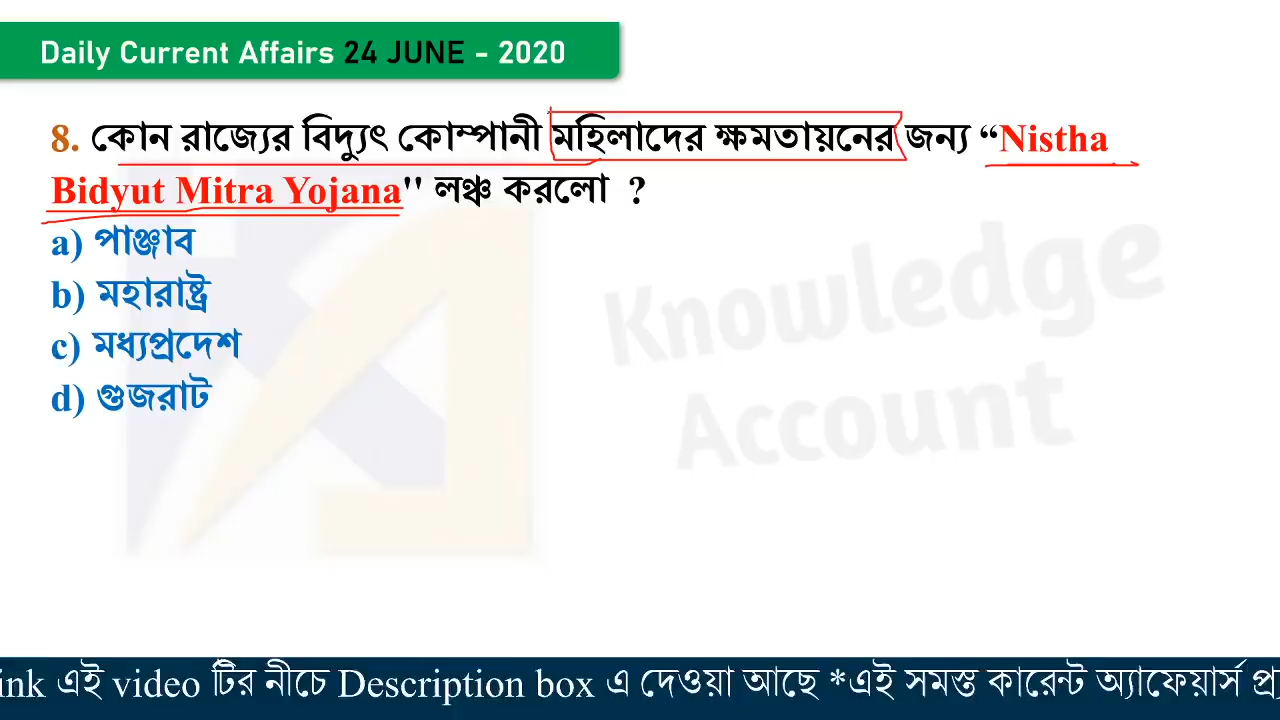 Daily Current Affairs 24 JUNE - 2020
8. কোন রাজ্যের বিদ্যুৎ কোম্পানী মহিলাদের ক্ষমতায়নের জন্য “Nistha
Bidyut Mitra Yojana'' লঞ্চ করলো ?
a) পাঞ্জাব
b) মহারাষ্ট্র
c) মধ্যপ্রদেশ
d) গুজরাট
Knowledge
Account
ink এই video টির নীচে Description box এ দেওয়া আছে *এই সমস্ত কারেন্ট অ্যাফেয়ার্স প্র